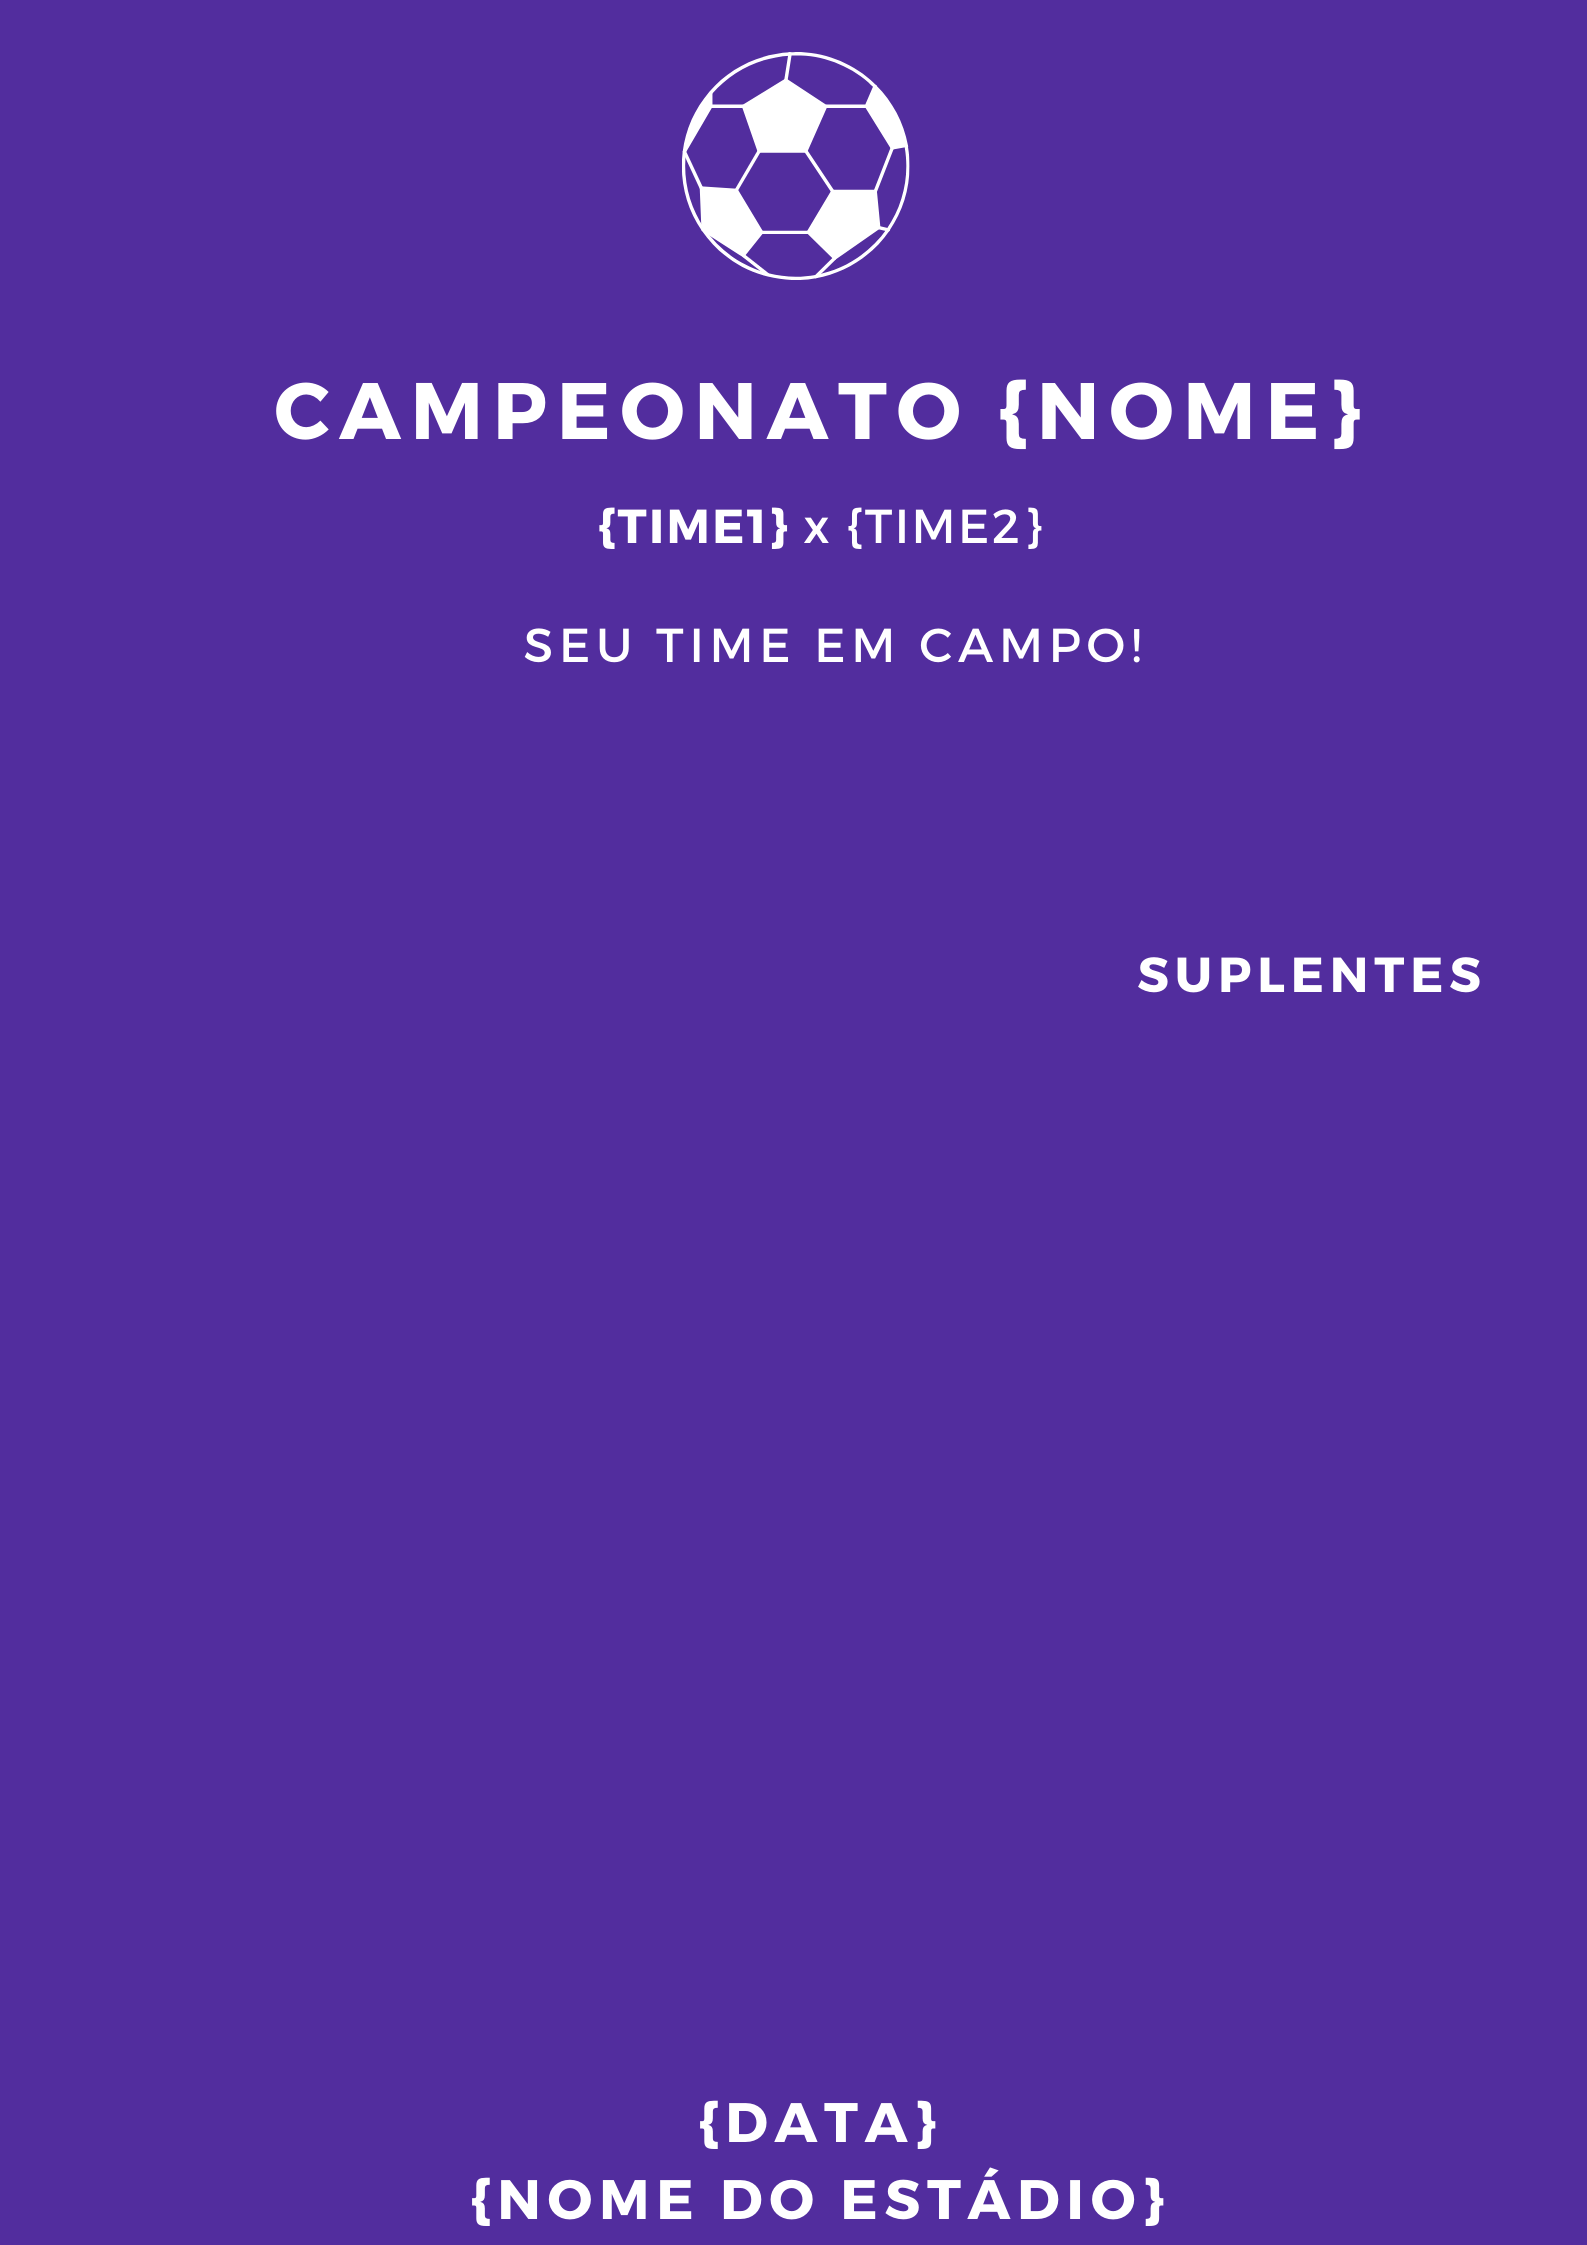 CAMPEONATO {NOME}
{TIME1} x {TIME2}
SEU TIME EM CAMPO!
SUPLENTES
{DATA}
{NOME DO ESTÁDIO}